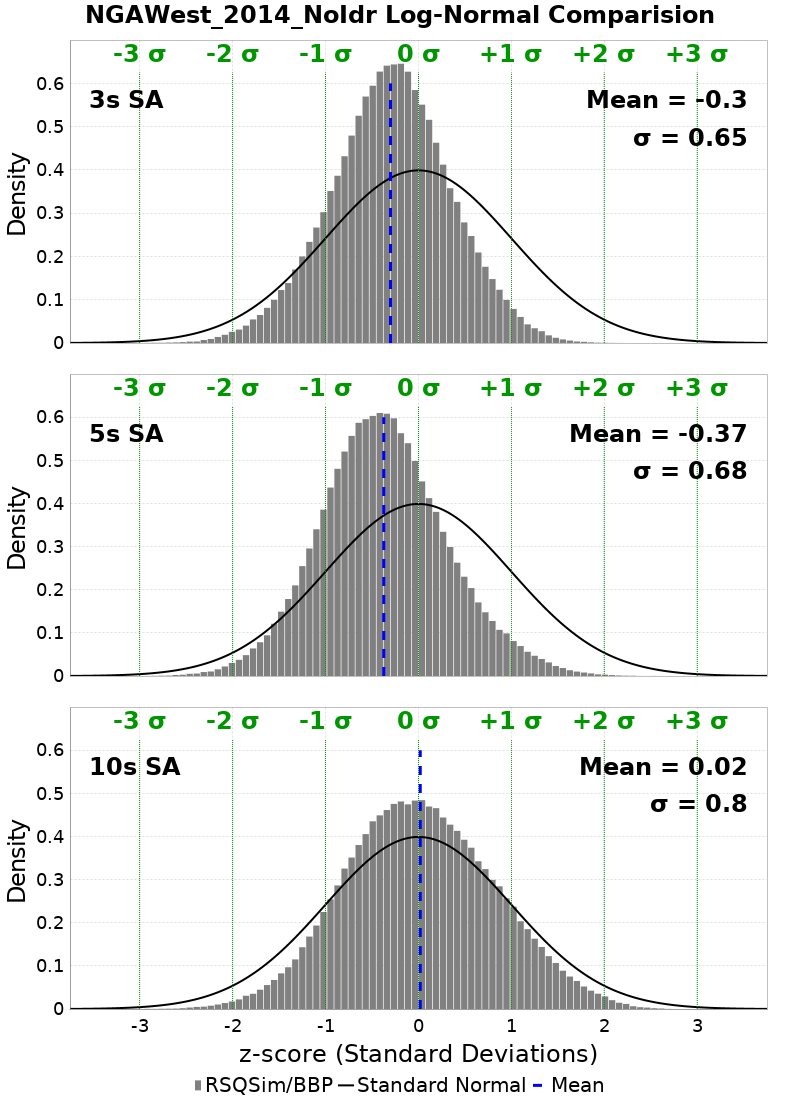 NGAWest_2014_NoIdr Log-Normal Comparision
-3 σ -2 σ -1 σ 0 σ +1 σ +2 σ +3 σ
3s SA
Mean = -0.3
σ = 0.65
Density
0.6
0.5
0.4
0.3
0.2
0.1
0
-3 σ -2 σ -1 σ 0 σ +1 σ +2 σ +3 σ
5s SA
Mean = -0.37
σ = 0.68
Density
0.6
0.5
0.4
0.3
0.2
0.1
0
-3 σ -2 σ -1 σ 0 σ +1 σ +2 σ +3 σ
10s SA
Mean = 0.02
σ = 0.8
Density
0.6
0.5
0.4
0.3
0.2
0.1
0
-3 -2 -1 0 1 2 3
z-score (Standard Deviations)
RSQSim/BBP Standard Normal Mean